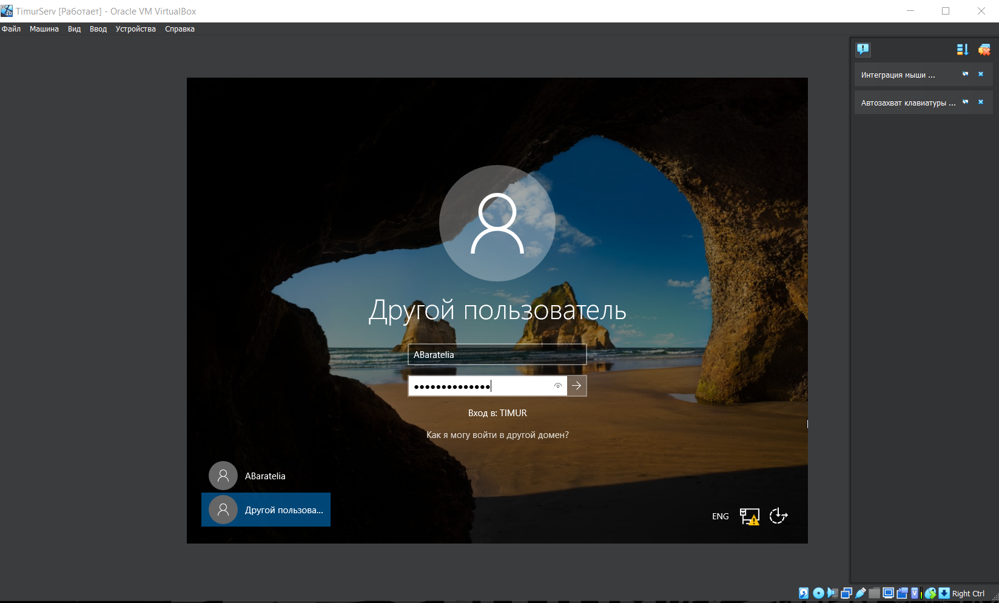 TimurServ [Работает] - Oracle VM VirtualBox
Файл Машина Вид Ввод Устройства Справка
Интеграция мыши ...
Автозахват клавиатуры ...
Другой пользователь
ABaratelia
Вход в: TIMUR
Как я могу войти в другой домен?
ABaratelia
Другой пользова...
ENG
Right Ctrl